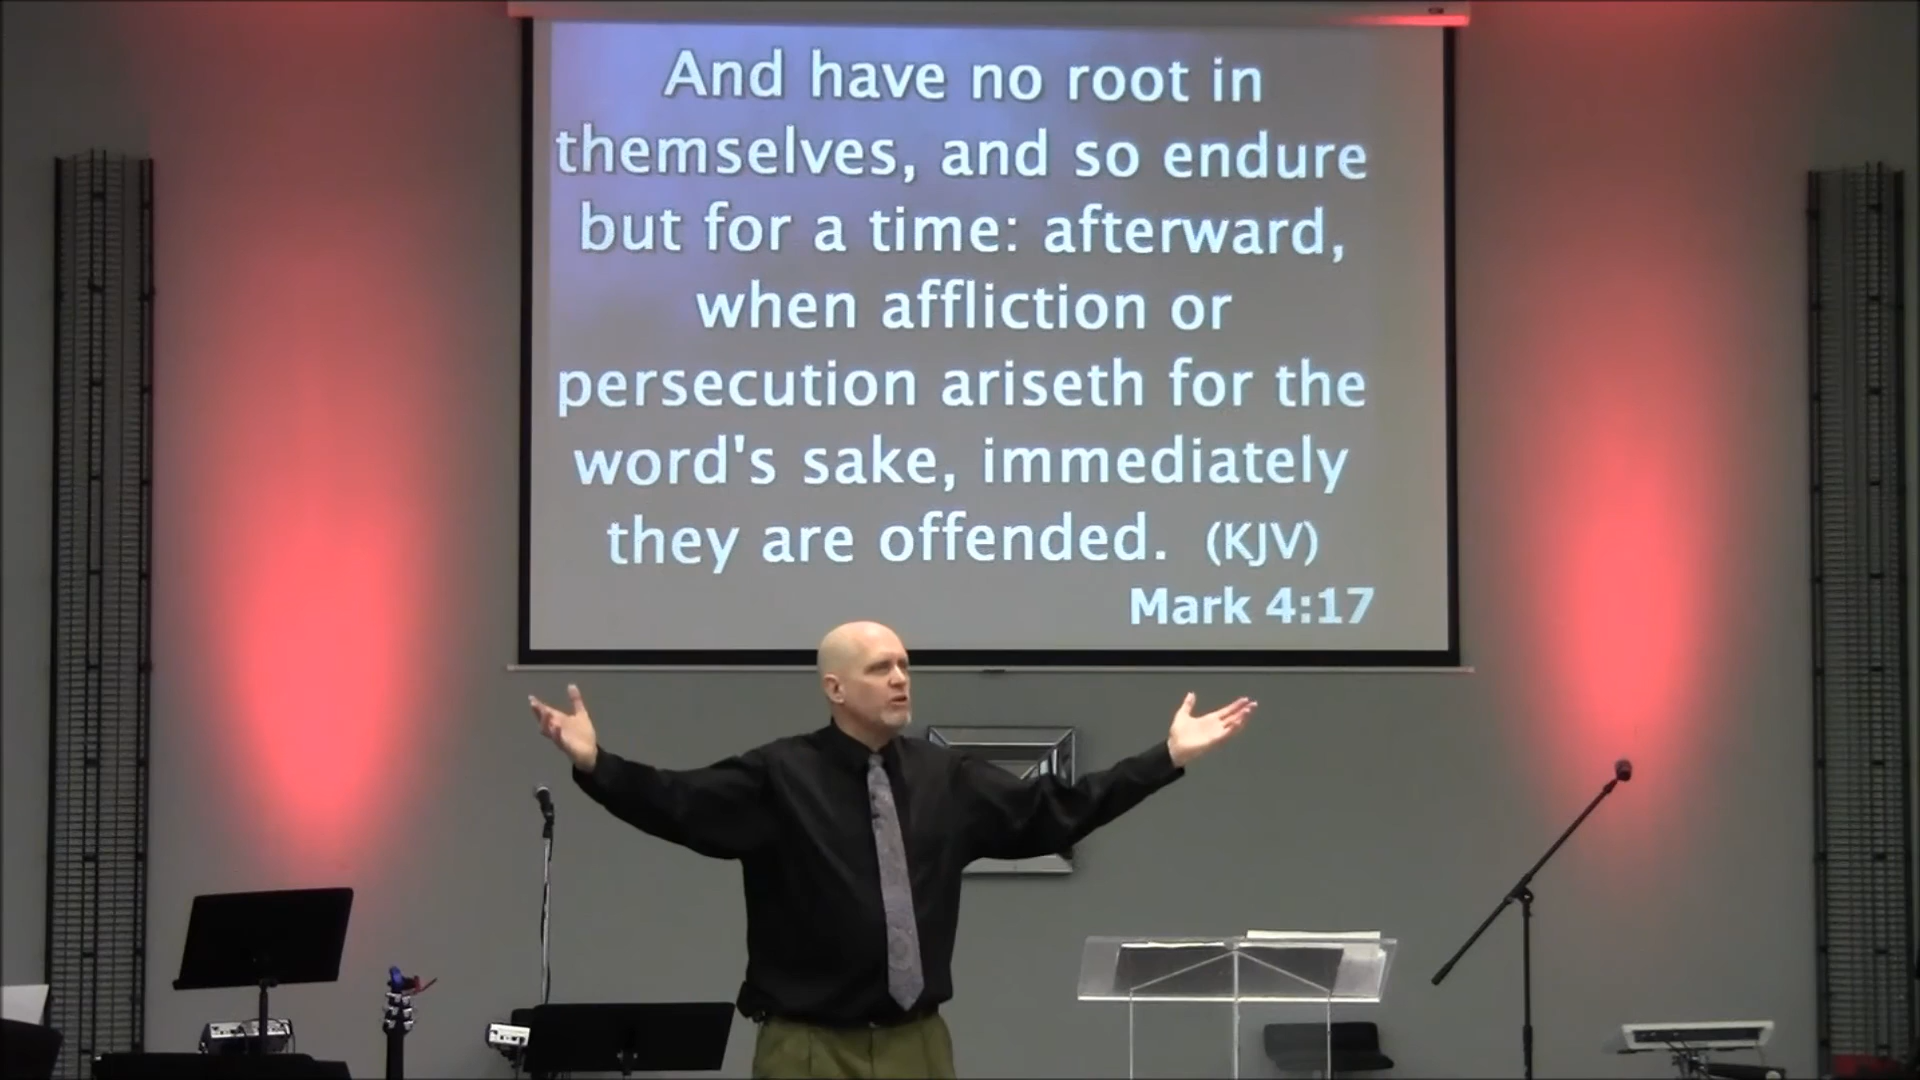 And have no root in
themselves, and so endure
but for a time: afterward,
when affliction or
persecution ariseth for the
word's sake, immediately
they are offended. (KJV)
Mark 4:17